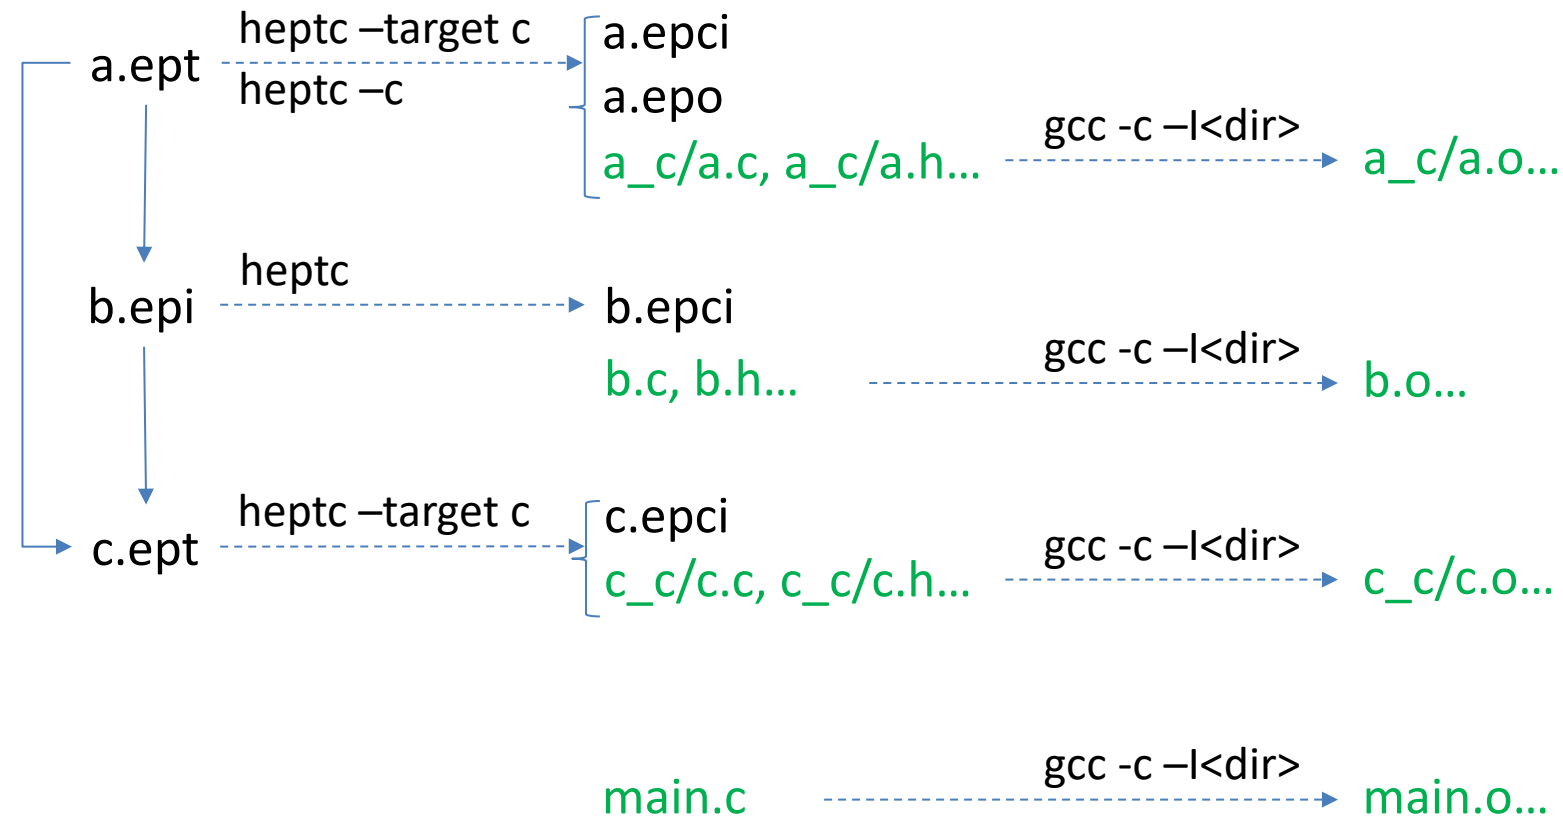 heptc –target c
a.ept
heptc –c
a.epci
a.epo
a_c/a.c, a_c/a.h...
gcc -c –I<dir>
a_c/a.o...
b.epi
heptc
b.epci
b.c, b.h...
gcc -c –I<dir>
b.o...
c.ept
heptc –target c
c.epci
c_c/c.c, c_c/c.h...
gcc -c –I<dir>
c_c/c.o...
main.c
gcc -c –I<dir>
main.o...